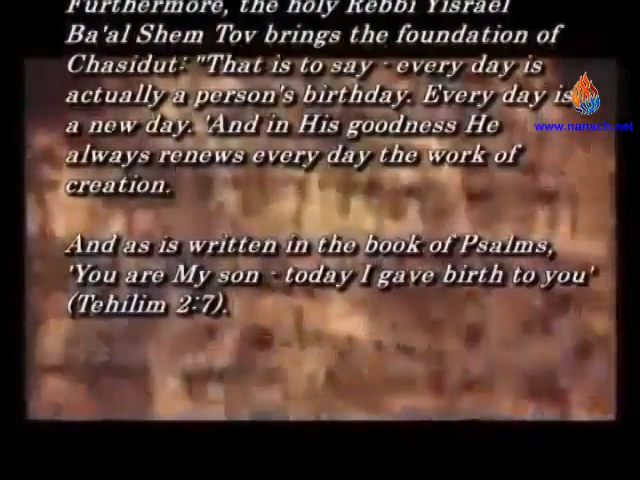 Furthermore, the holy Rebbi Yisrael
Ba'al Shem Tov brings the foundation of
Chasidut: "That is to say - every day is
actually a person's birthday. Every day is
a new day. 'And in His goodness He
always renews every day the work of
creation.
And as is written in the book of Psalms,
'You are My son - today I gave birth to you'
(Tehilim 2:7).